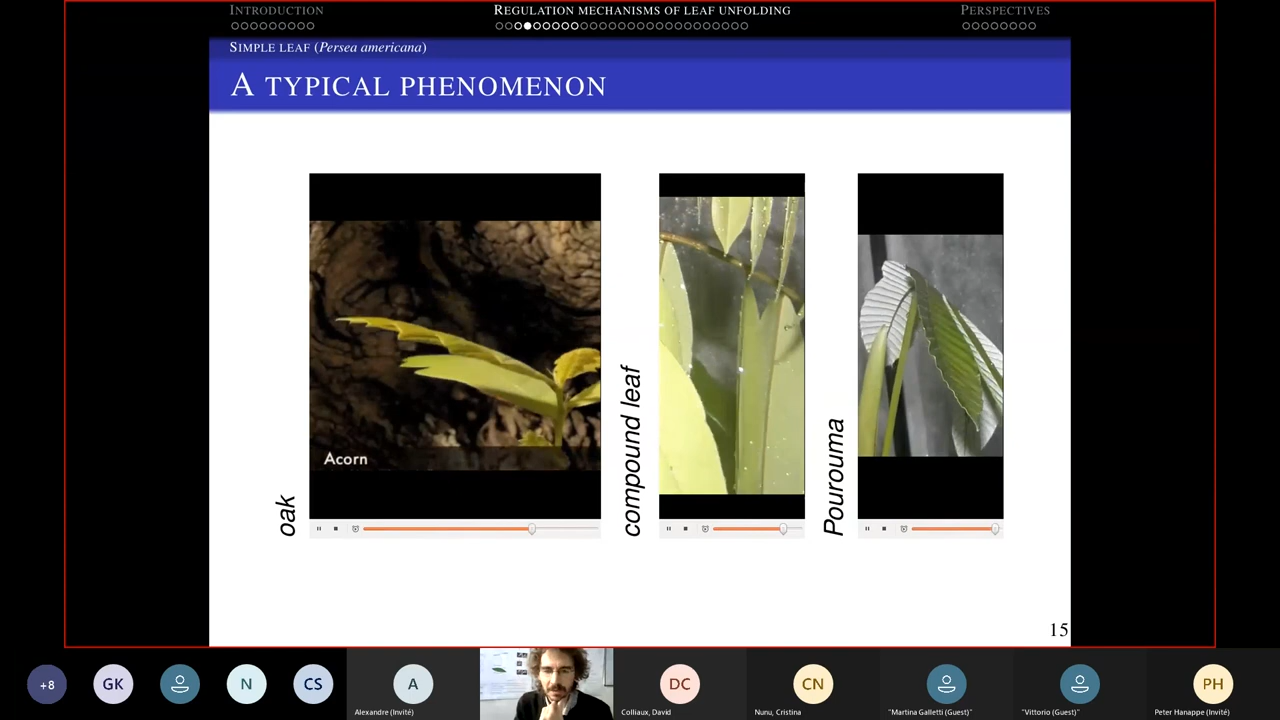 INTRODUCTION
REGULATION MECHANISMS OF LEAF UNFOLDING
PERSPECTIVES
SIMPLE LEAF (Persea americana)
A TYPICAL PHENOMENON
oak
Acorn
compound leaf
Pourouma
15
+8
GK
N
CS
A
Alexandre (Invité)
DC
Colliaux, David
CN
Nunu, Cristina
"Martina Galletti (Guest)"
"Vittorio (Guest)"
PH
Peter Hanappe (Invité)